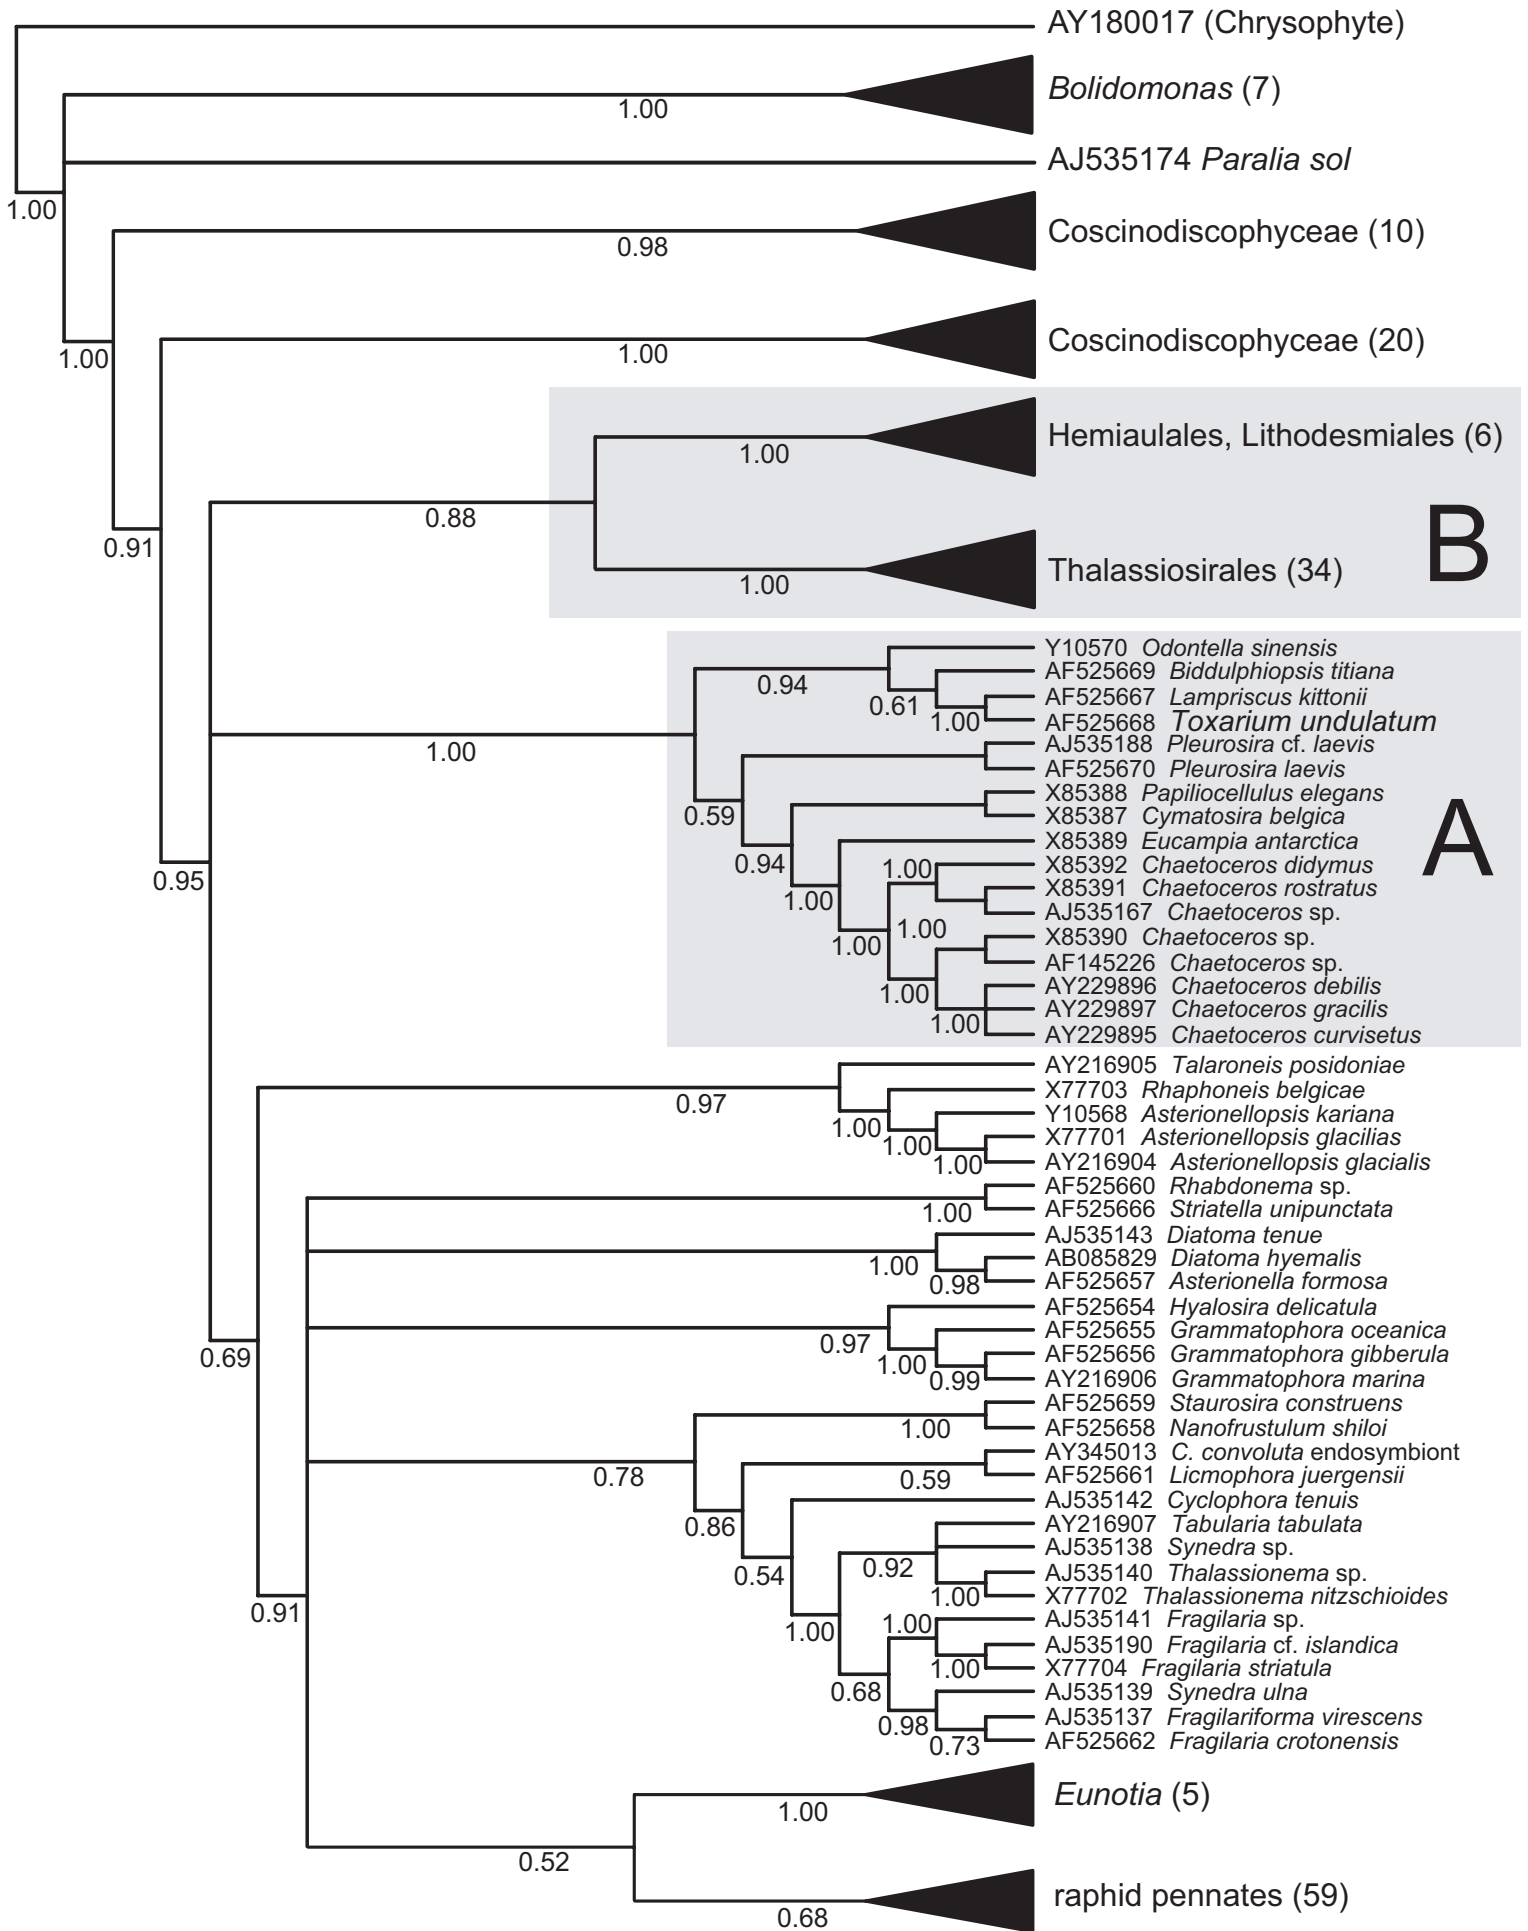 AY180017 (Chrysophyte)
Bolidomonas (7)
1.00
AJ535174 Paralia sol
1.00
Coscinodiscophyceae (10)
0.98
Coscinodiscophyceae (20)
1.00
1.00
Hemiaulales, Lithodesmiales (6)
1.00
B
0.88
0.91
Thalassiosirales (34)
1.00
Y10570 Odontella sinensis
AF525669 Biddulphiopsis titiana
0.94
AF525667 Lampriscus kittonii
0.61
1.00
AF525668 Toxarium undulatum
AJ535188 Pleurosira cf. laevis
1.00
AF525670 Pleurosira laevis
X85388 Papiliocellulus elegans
0.59
X85387 Cymatosira belgica
X85389 Eucampia antarctica
A
0.94
1.00
X85392 Chaetoceros didymus
0.95
X85391 Chaetoceros rostratus
1.00
AJ535167 Chaetoceros sp.
1.00
X85390 Chaetoceros sp.
1.00
AF145226 Chaetoceros sp.
AY229896 Chaetoceros debilis
1.00
AY229897 Chaetoceros gracilis
1.00
AY229895 Chaetoceros curvisetus
AY216905 Talaroneis posidoniae
X77703 Rhaphoneis belgicae
0.97
Y10568 Asterionellopsis kariana
1.00
X77701 Asterionellopsis glacilias
1.00
AY216904 Asterionellopsis glacialis
1.00
AF525660 Rhabdonema sp.
AF525666 Striatella unipunctata
1.00
AJ535143 Diatoma tenue
AB085829 Diatoma hyemalis
1.00
AF525657 Asterionella formosa
0.98
AF525654 Hyalosira delicatula
AF525655 Grammatophora oceanica
0.97
AF525656 Grammatophora gibberula
0.69
1.00
AY216906 Grammatophora marina
0.99
AF525659 Staurosira construens
AF525658 Nanofrustulum shiloi
1.00
AY345013 C. convoluta endosymbiont
AF525661 Licmophora juergensii
0.78
0.59
AJ535142 Cyclophora tenuis
AY216907 Tabularia tabulata
0.86
AJ535138 Synedra sp.
AJ535140 Thalassionema sp.
0.92
0.54
X77702 Thalassionema nitzschioides
1.00
0.91
AJ535141 Fragilaria sp.
1.00
1.00
AJ535190 Fragilaria cf. islandica
X77704 Fragilaria striatula
1.00
AJ535139 Synedra ulna
0.68
AJ535137 Fragilariforma virescens
0.98
AF525662 Fragilaria crotonensis
0.73
Eunotia (5)
1.00
0.52
raphid pennates (59)
0.68